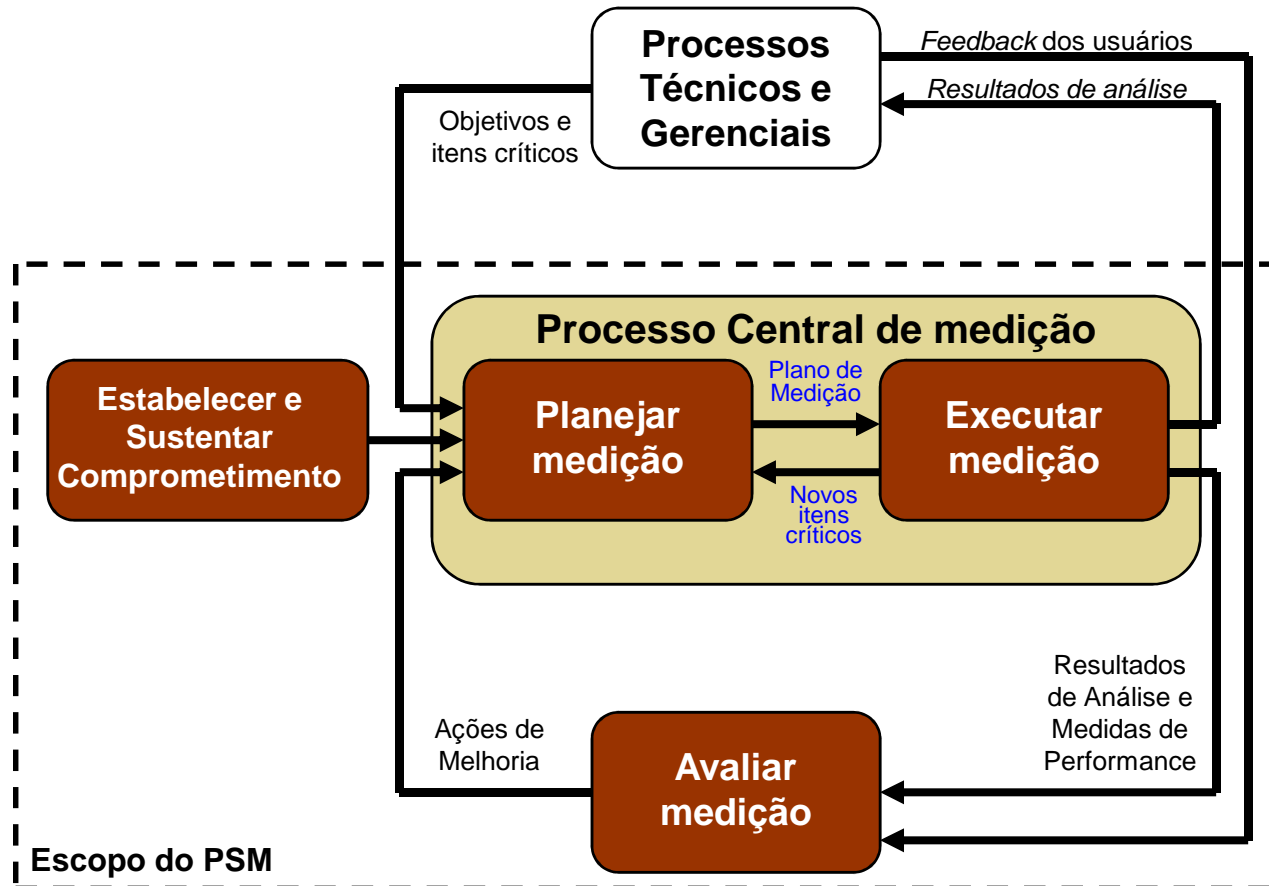 Processos
Técnicos e
Gerenciais
Feedback dos usuários
Resultados de análise
Objetivos e
itens críticos
Processo Central de medição
Estabelecer e
Sustentar
Comprometimento
Planejar
medição
Plano de
Medição
Novos
itens
críticos
Executar
medição
Ações de
Melhoria
Avaliar
medição
Resultados
de Análise e
Medidas de
Performance
Escopo do PSM